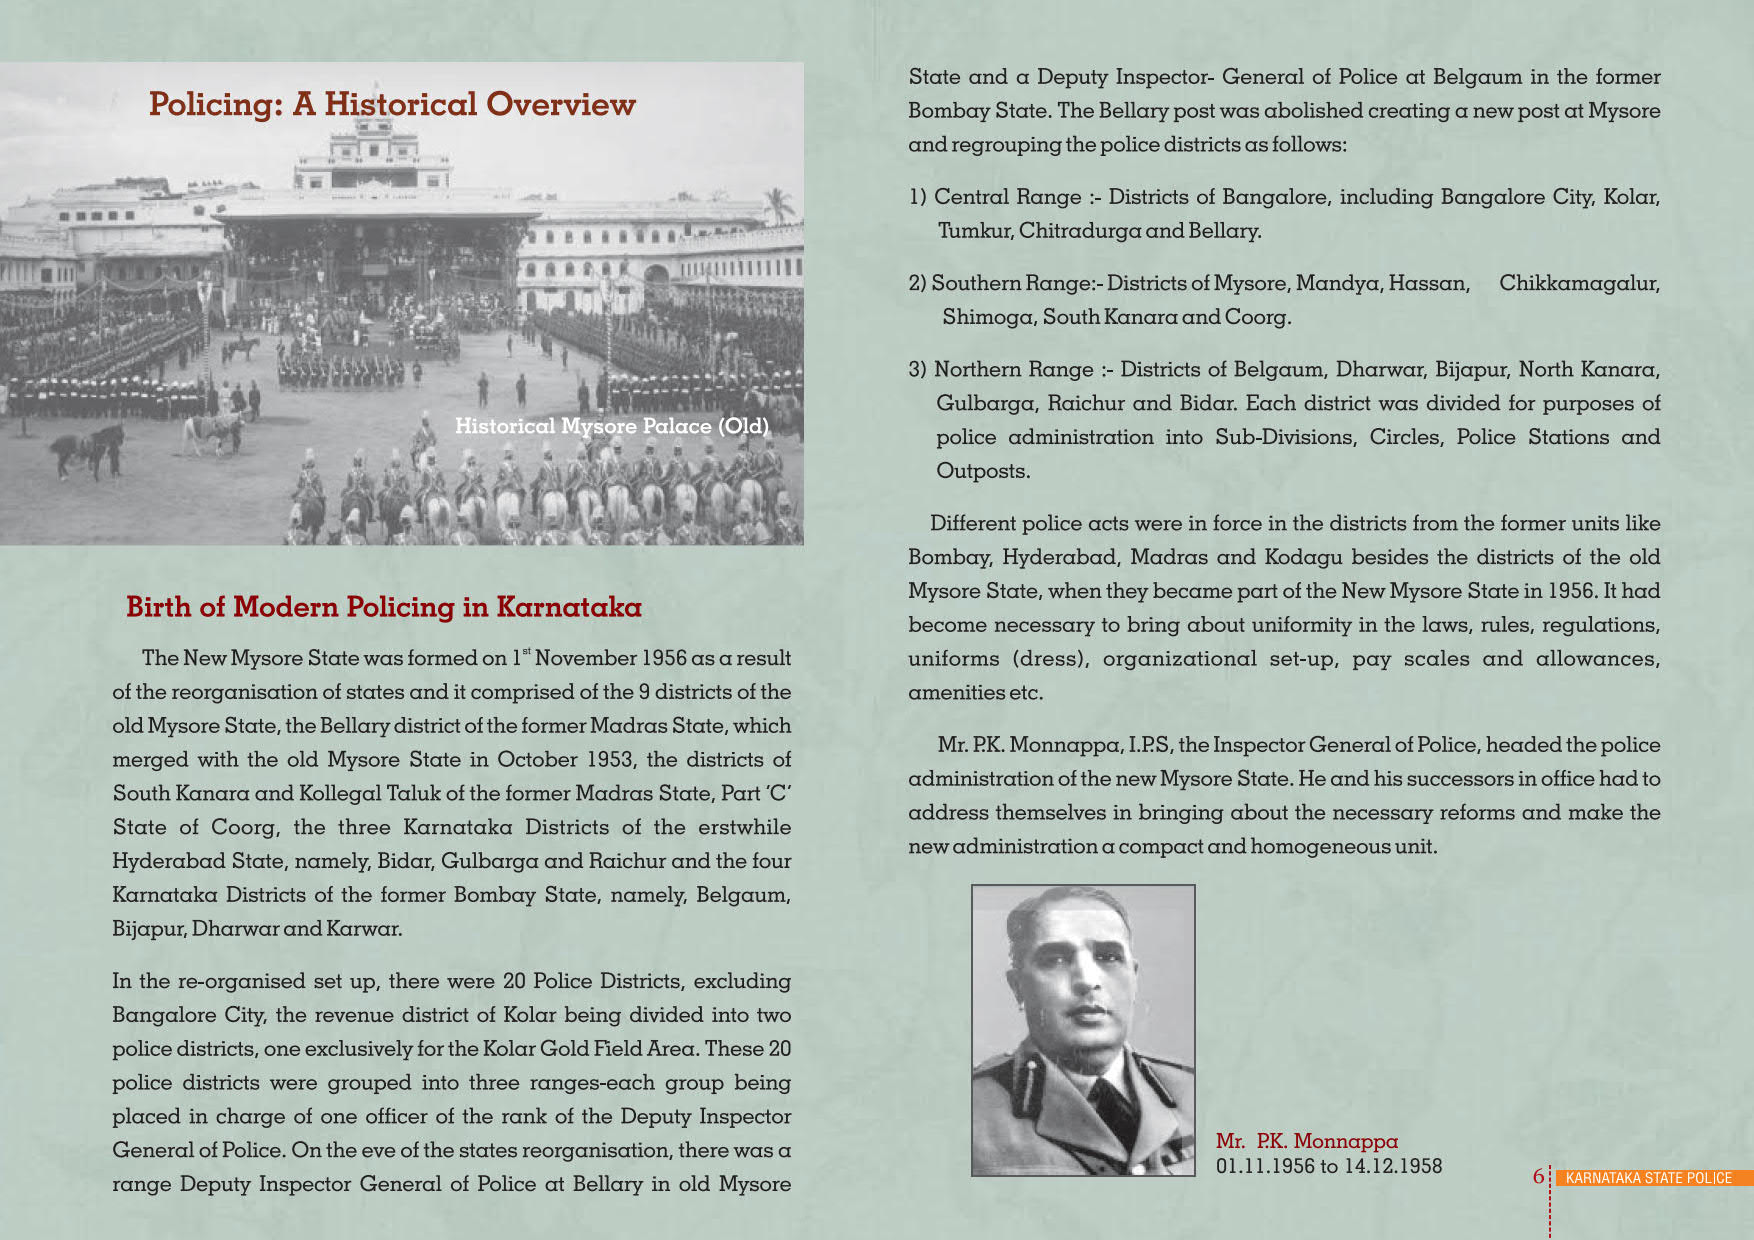 Policing: A Historical Overview
Historical Mysore Palace (Old)
Birth of Modern Policing in Karnataka
The New Mysore State was formed on 1st November 1956 as a result
of the reorganisation of states and it comprised of the 9 districts of the
old Mysore State, the Bellary district of the former Madras State, which
merged with the old Mysore State in October 1953, the districts of
South Kanara and Kollegal Taluk of the former Madras State, Part ‘C’
State of Coorg, the three Karnataka Districts of the erstwhile
Hyderabad State, namely, Bidar, Gulbarga and Raichur and the four
Karnataka Districts of the former Bombay State, namely, Belgaum,
Bijapur, Dharwar and Karwar.
In the re-organised set up, there were 20 Police Districts, excluding
Bangalore City, the revenue district of Kolar being divided into two
police districts, one exclusively for the Kolar Gold Field Area. These 20
police districts were grouped into three ranges-each group being
placed in charge of one officer of the rank of the Deputy Inspector
General of Police. On the eve of the states reorganisation, there was a
range Deputy Inspector General of Police at Bellary in old Mysore
State and a Deputy Inspector- General of Police at Belgaum in the former
Bombay State. The Bellary post was abolished creating a new post at Mysore
and regrouping the police districts as follows:
1) Central Range :- Districts of Bangalore, including Bangalore City, Kolar,
Tumkur, Chitradurga and Bellary.
2) Southern Range:- Districts of Mysore, Mandya, Hassan, Chikkamagalur,
Shimoga, South Kanara and Coorg.
3) Northern Range :- Districts of Belgaum, Dharwar, Bijapur, North Kanara,
Gulbarga, Raichur and Bidar. Each district was divided for purposes of
police administration into Sub-Divisions, Circles, Police Stations and
Outposts.
Different police acts were in force in the districts from the former units like
Bombay, Hyderabad, Madras and Kodagu besides the districts of the old
Mysore State, when they became part of the New Mysore State in 1956. It had
become necessary to bring about uniformity in the laws, rules, regulations,
uniforms (dress), organizational set-up, pay scales and allowances,
amenities etc.
Mr. P.K. Monnappa, I.P.S, the Inspector General of Police, headed the police
administration of the new Mysore State. He and his successors in office had to
address themselves in bringing about the necessary reforms and make the
new administration a compact and homogeneous unit.
Mr. P.K. Monnappa
01.11.1956 to 14.12.1958
6 KARNATAKA STATE POLICE